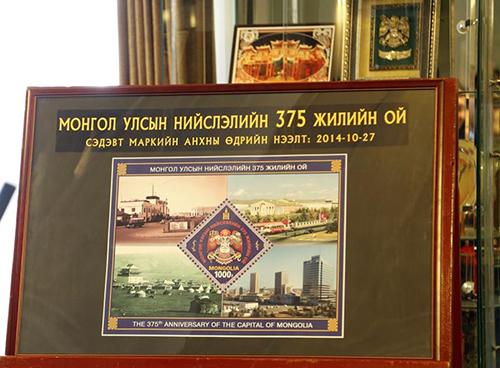 МОНГОЛ УЛСЫН НИЙСЛЭЛИЙН 375 ЖИЛИЙН ОЙ
СЭДЭВТ МАРКИЙН АНХНЫ ӨДРИЙН НЭЭЛТ: 2014-10-27
МОНГОЛ УЛСЫН НИЙСЛЭЛИЙН 375 ЖИЛИЙН ОЙ
MONGOLIA
1000₮
THE 375th ANNIVERSARY OF THE CAPITAL OF MONGOLIA